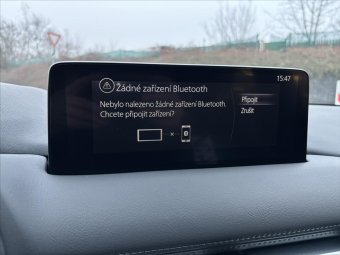 15:47
Žádné zařízení Bluetooth
Nebylo nalezeno žádné zařízení Bluetooth.
Chcete připojit zařízení?
Připojit
Zrušit